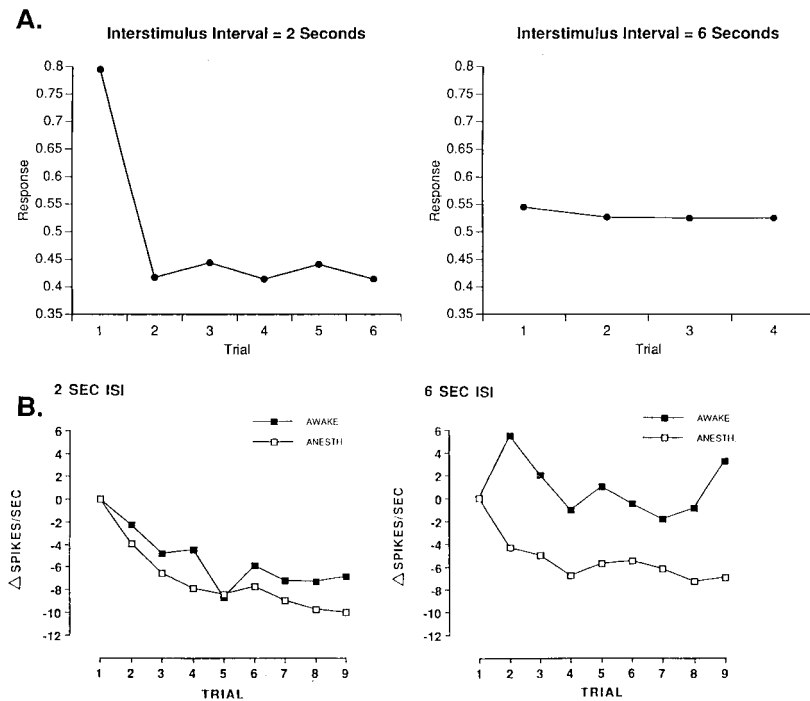 A.
Interstimulus Interval = 2 Seconds
Response
0.8
0.75
0.7
0.65
0.6
0.55
0.5
0.45
0.4
0.35
1 2 3 4 5 6
Trial
Interstimulus Interval = 6 Seconds
Response
0.8
0.75
0.7
0.65
0.6
0.55
0.5
0.45
0.4
0.35
1 2 3 4
Trial
B.
2 SEC ISI
AWAKE
ANESTH.
△ SPIKES/SEC
6
4
2
0
-2
-4
-6
-8
-10
-12
1 2 3 4 5 6 7 8 9
TRIAL
6 SEC ISI
AWAKE
ANESTH.
△ SPIKES/SEC
6
4
2
0
-2
-4
-6
-8
-10
-12
1 2 3 4 5 6 7 8 9
TRIAL